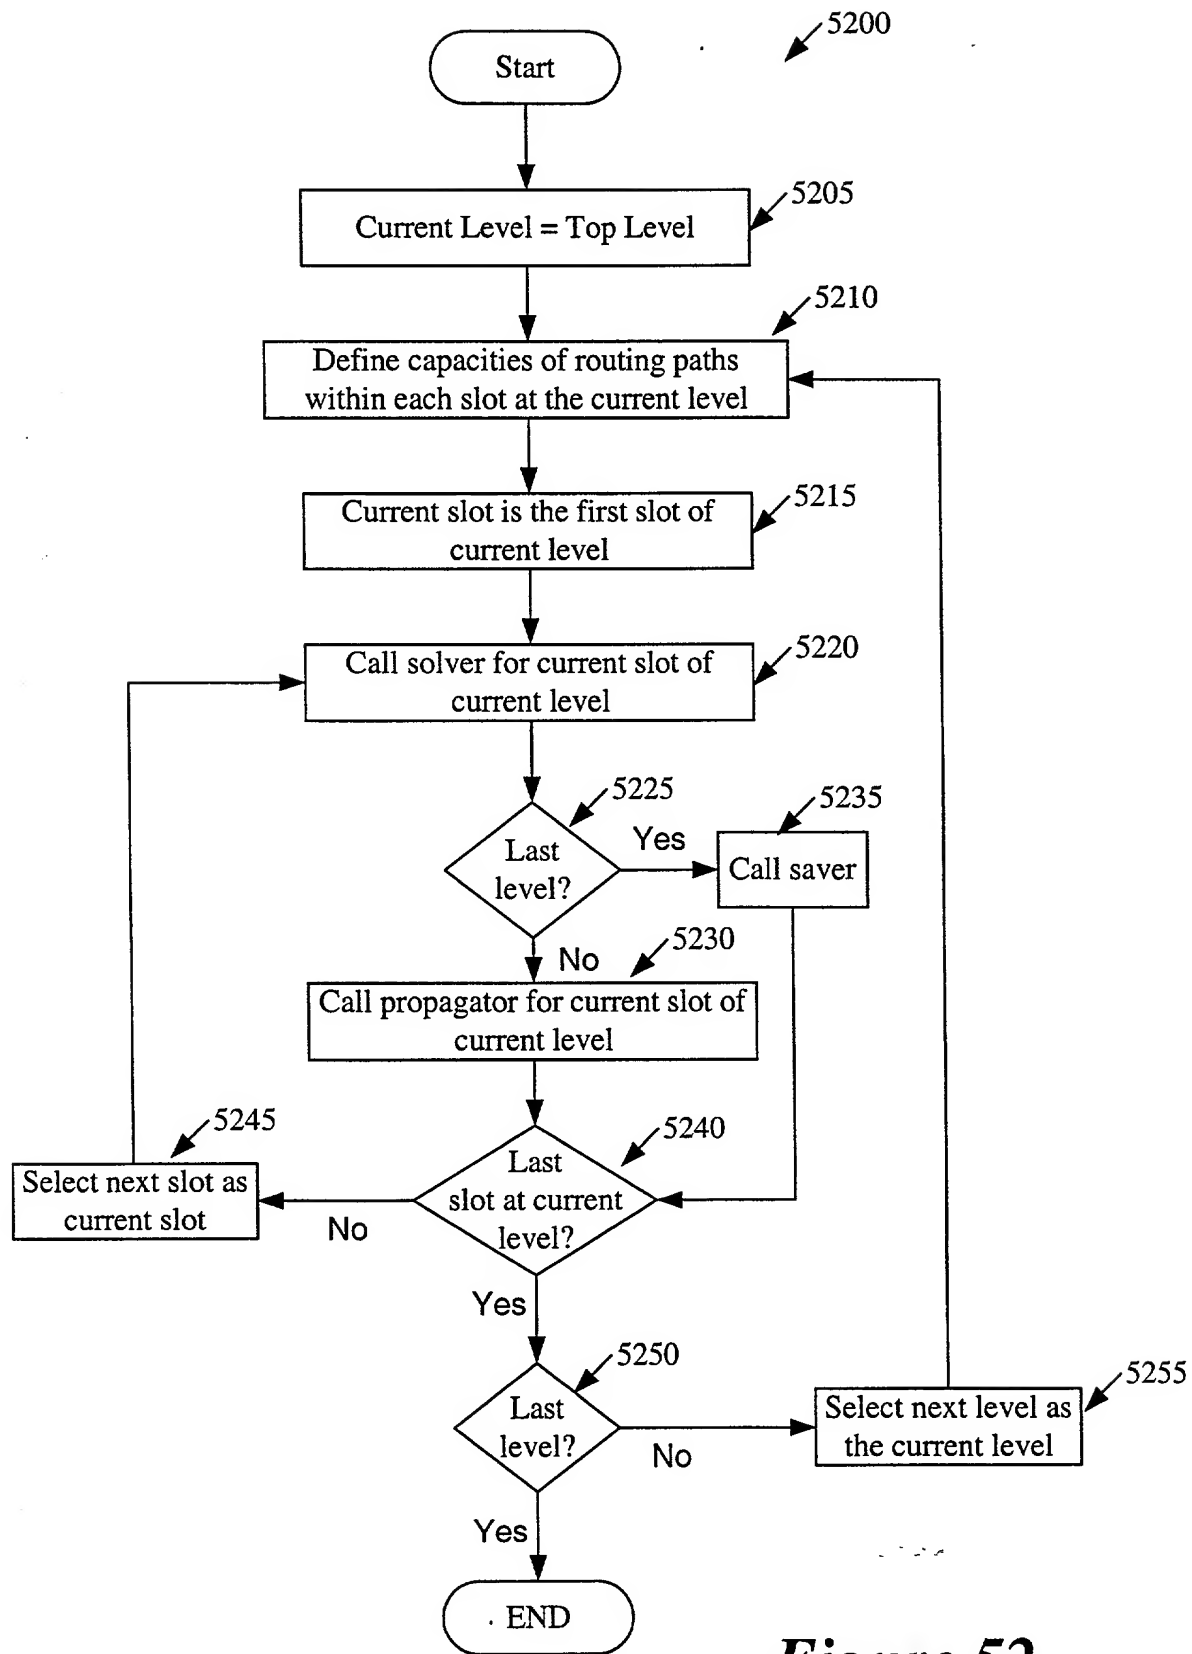 5200
Start
5205
Current Level = Top Level
5210
Define capacities of routing paths
within each slot at the current level
5215
Current slot is the first slot of
current level
5220
Call solver for current slot of
current level
5225
Last
level?
Yes
5235
Call saver
No
5230
Call propagator for current slot of
current level
5245
Select next slot as
current slot
5240
Last
slot at current
level?
No
Yes
5250
Last
level?
No
5255
Select next level as
the current level
Yes
END
Figure 52